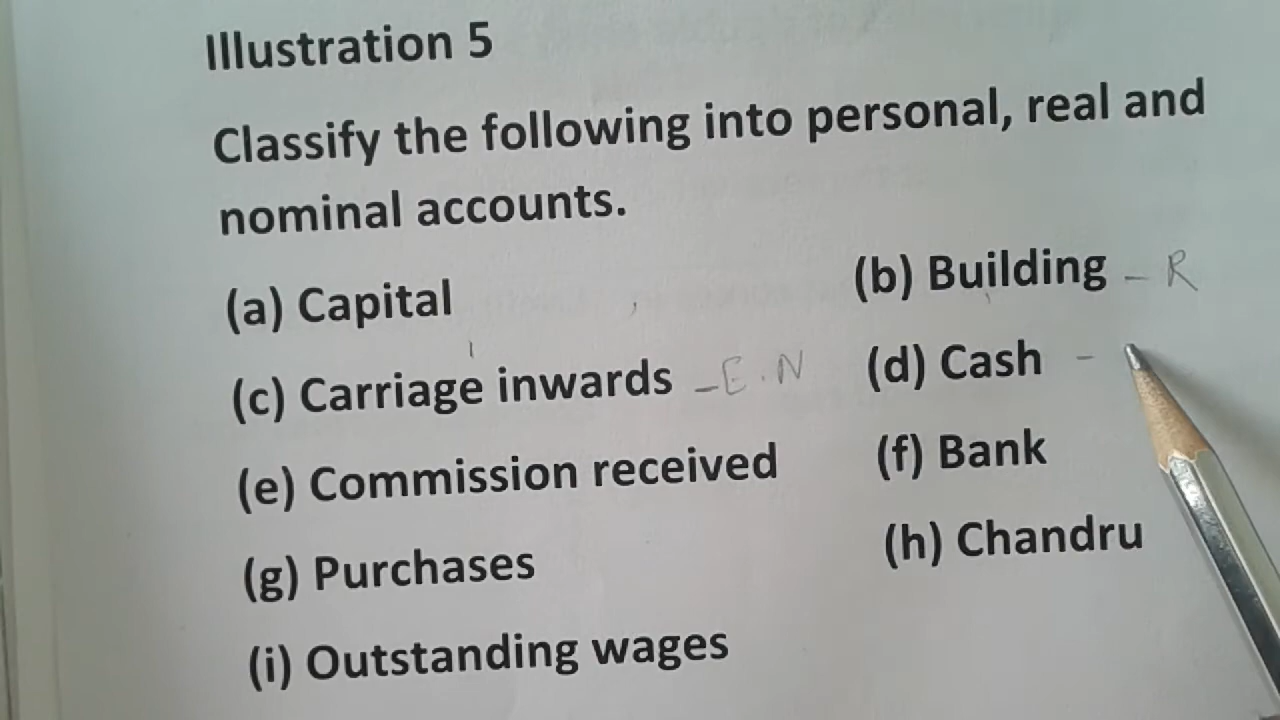 Illustration 5
Classify the following into personal, real and
nominal accounts.
(a) Capital (b) Building – R
(c) Carriage inwards – E. N (d) Cash –
(e) Commission received (f) Bank
(g) Purchases (h) Chandru
(i) Outstanding wages